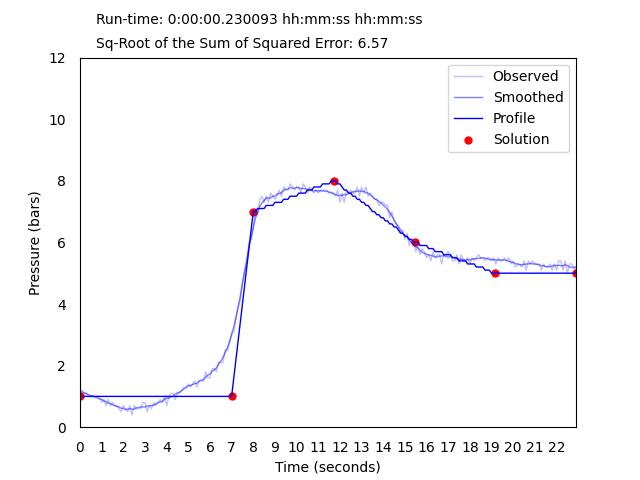 Run-time: 0:00:00.230093 hh:mm:ss hh:mm:ss
Sq-Root of the Sum of Squared Error: 6.57
12
10
8
6
4
2
0
Pressure (bars)
Observed
Smoothed
Profile
Solution
0 1 2 3 4 5 6 7 8 9 10 11 12 13 14 15 16 17 18 19 20 21 22
Time (seconds)